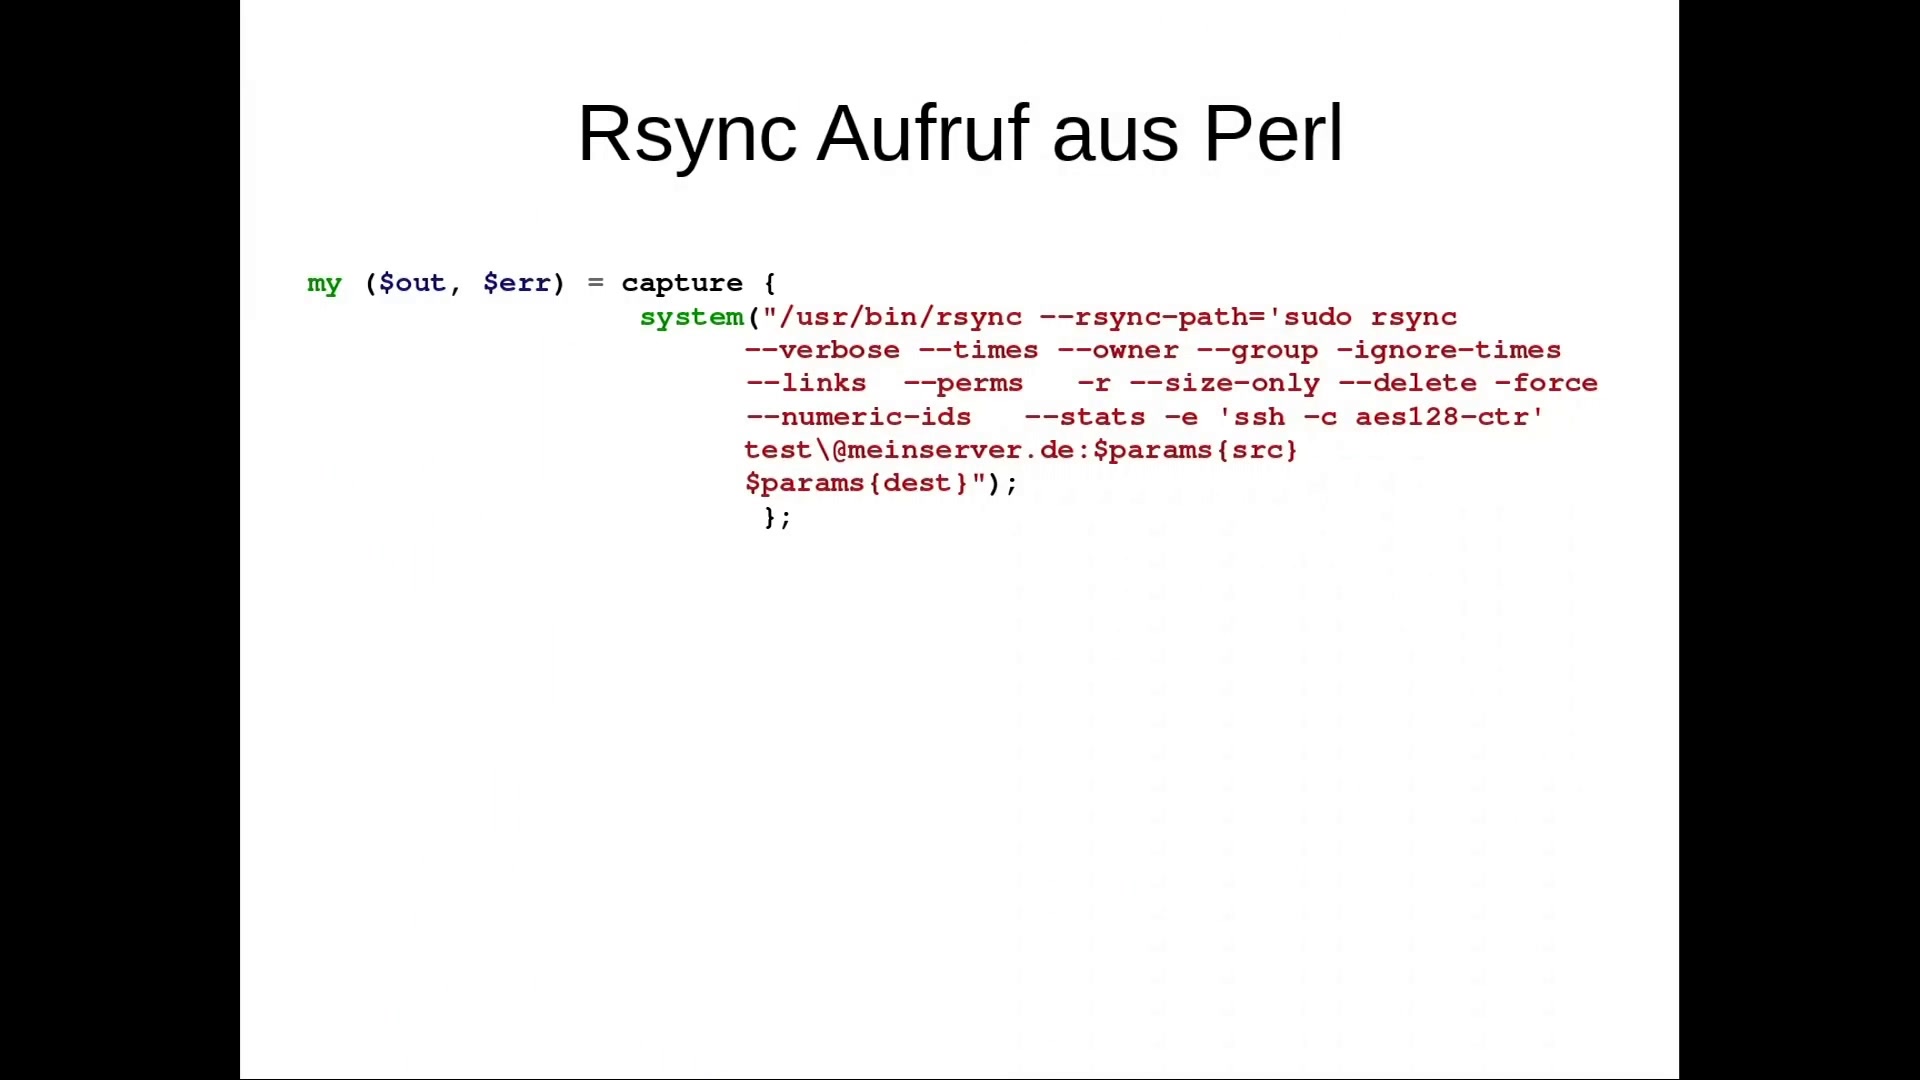 Rsync Aufruf aus Perl
my ($out, $err) = capture {
system("/usr/bin/rsync --rsync-path='sudo rsync
--verbose --times --owner --group -ignore-times
--links  --perms   -r --size-only --delete -force
--numeric-ids   --stats -e 'ssh -c aes128-ctr'
test\@meinserver.de:$params{src}
$params{dest}");
};